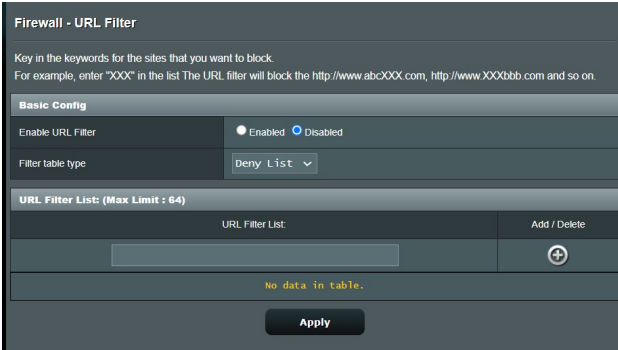 Firewall - URL Filter
Key in the keywords for the sites that you want to block.
For example, enter "XXX" in the list The URL filter will block the http://www.abcXXX.com, http://www.XXXbbb.com and so on.
Basic Config
Enable URL Filter Enabled Disabled
Filter table type Deny List
URL Filter List: (Max Limit : 64)
URL Filter List: Add / Delete
No data in table.
Apply